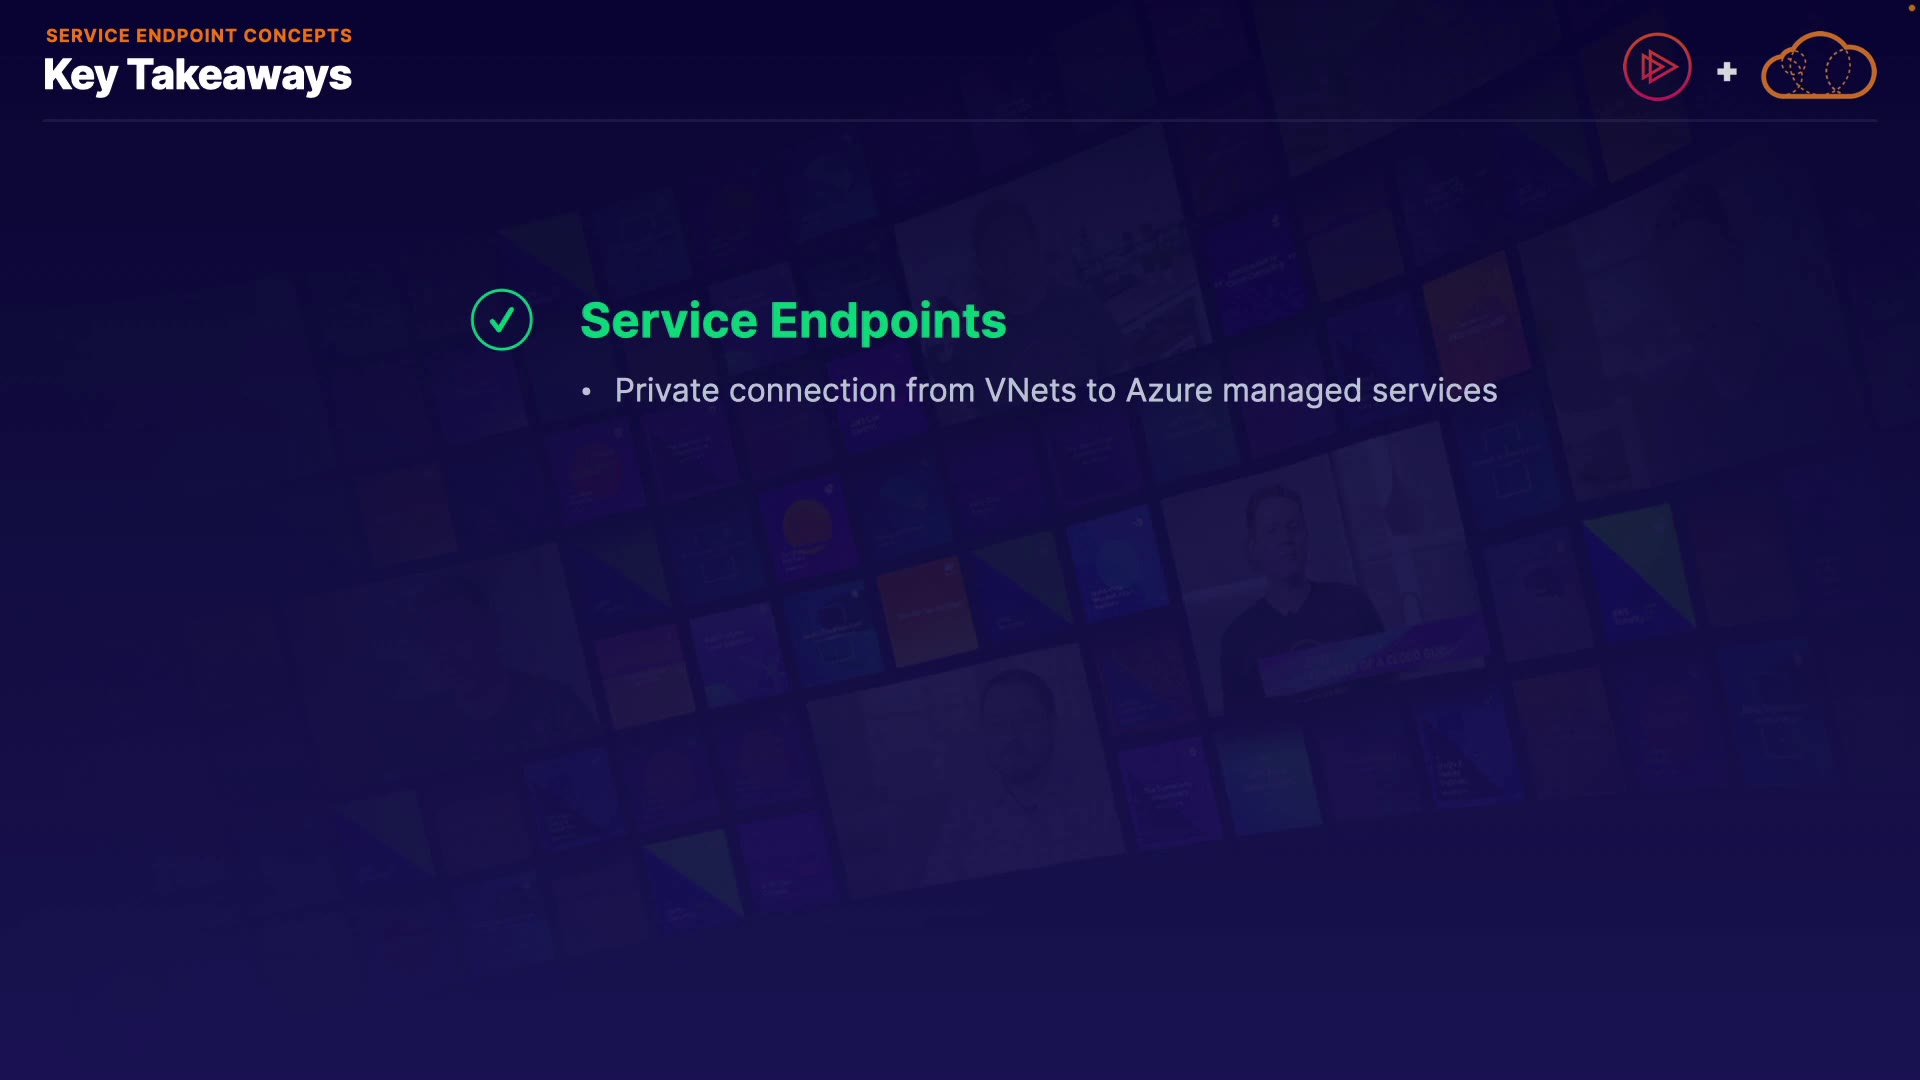 SERVICE ENDPOINT CONCEPTS
Key Takeaways
Service Endpoints
• Private connection from VNets to Azure managed services